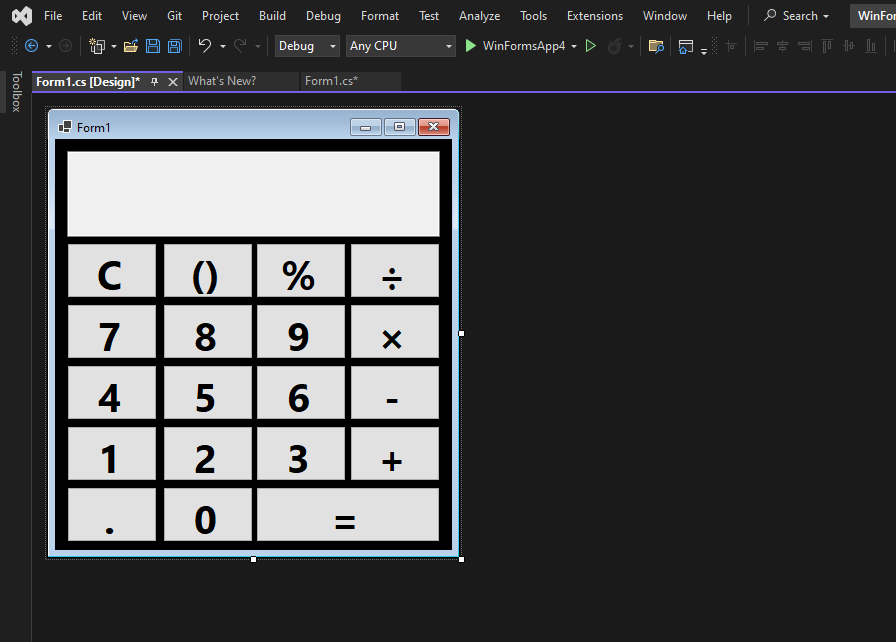 File Edit View Git Project Build Debug Format Test Analyze Tools Extensions Window Help Search WinFor
Debug Any CPU WinFormsApp4
Toolbox
Form1.cs [Design]* What's New? Form1.cs*
Form1
C () % ÷
7 8 9 ×
4 5 6 -
1 2 3 +
. 0 =